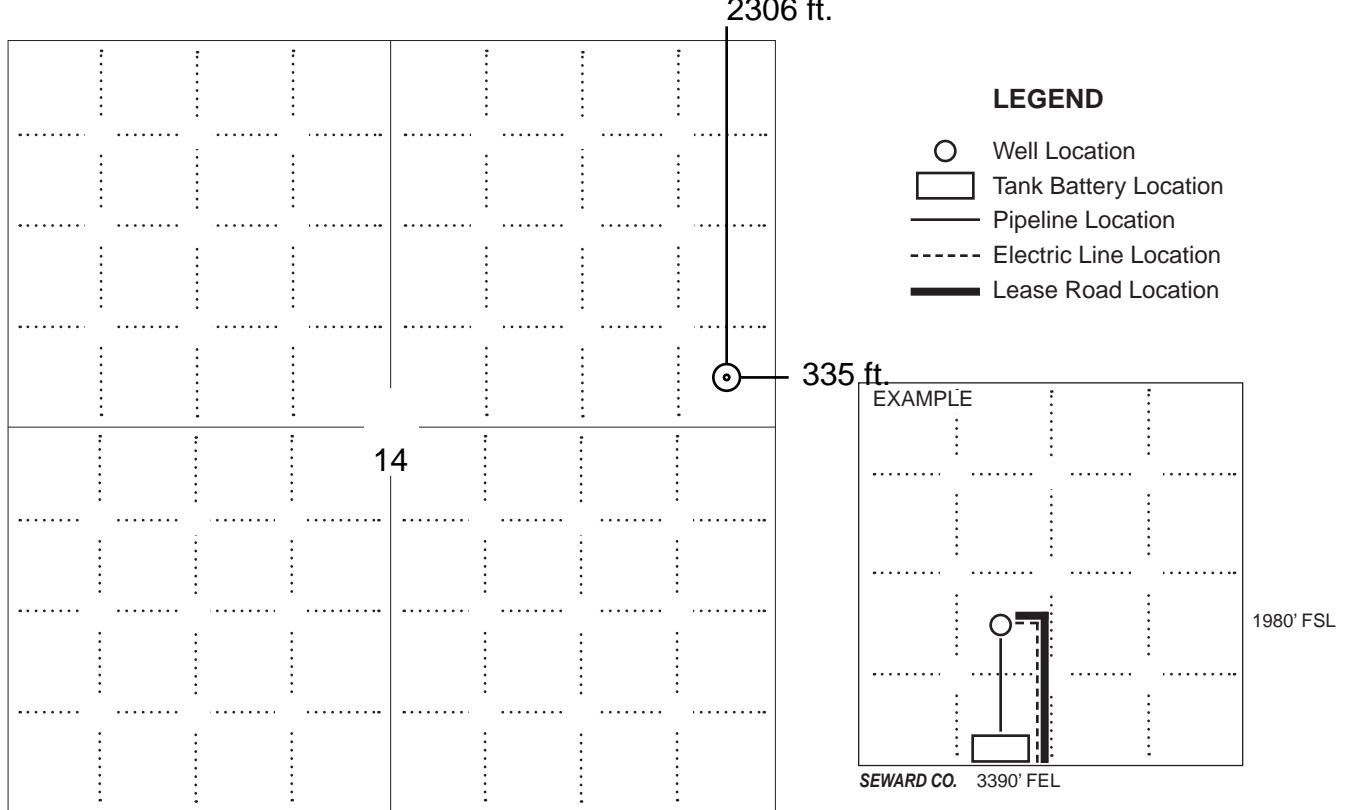 2306 ft.
LEGEND
Well Location
Tank Battery Location
Pipeline Location
Electric Line Location
Lease Road Location
335 ft.
EXAMPLE
14
1980' FSL
SEWARD CO. 3390' FEL